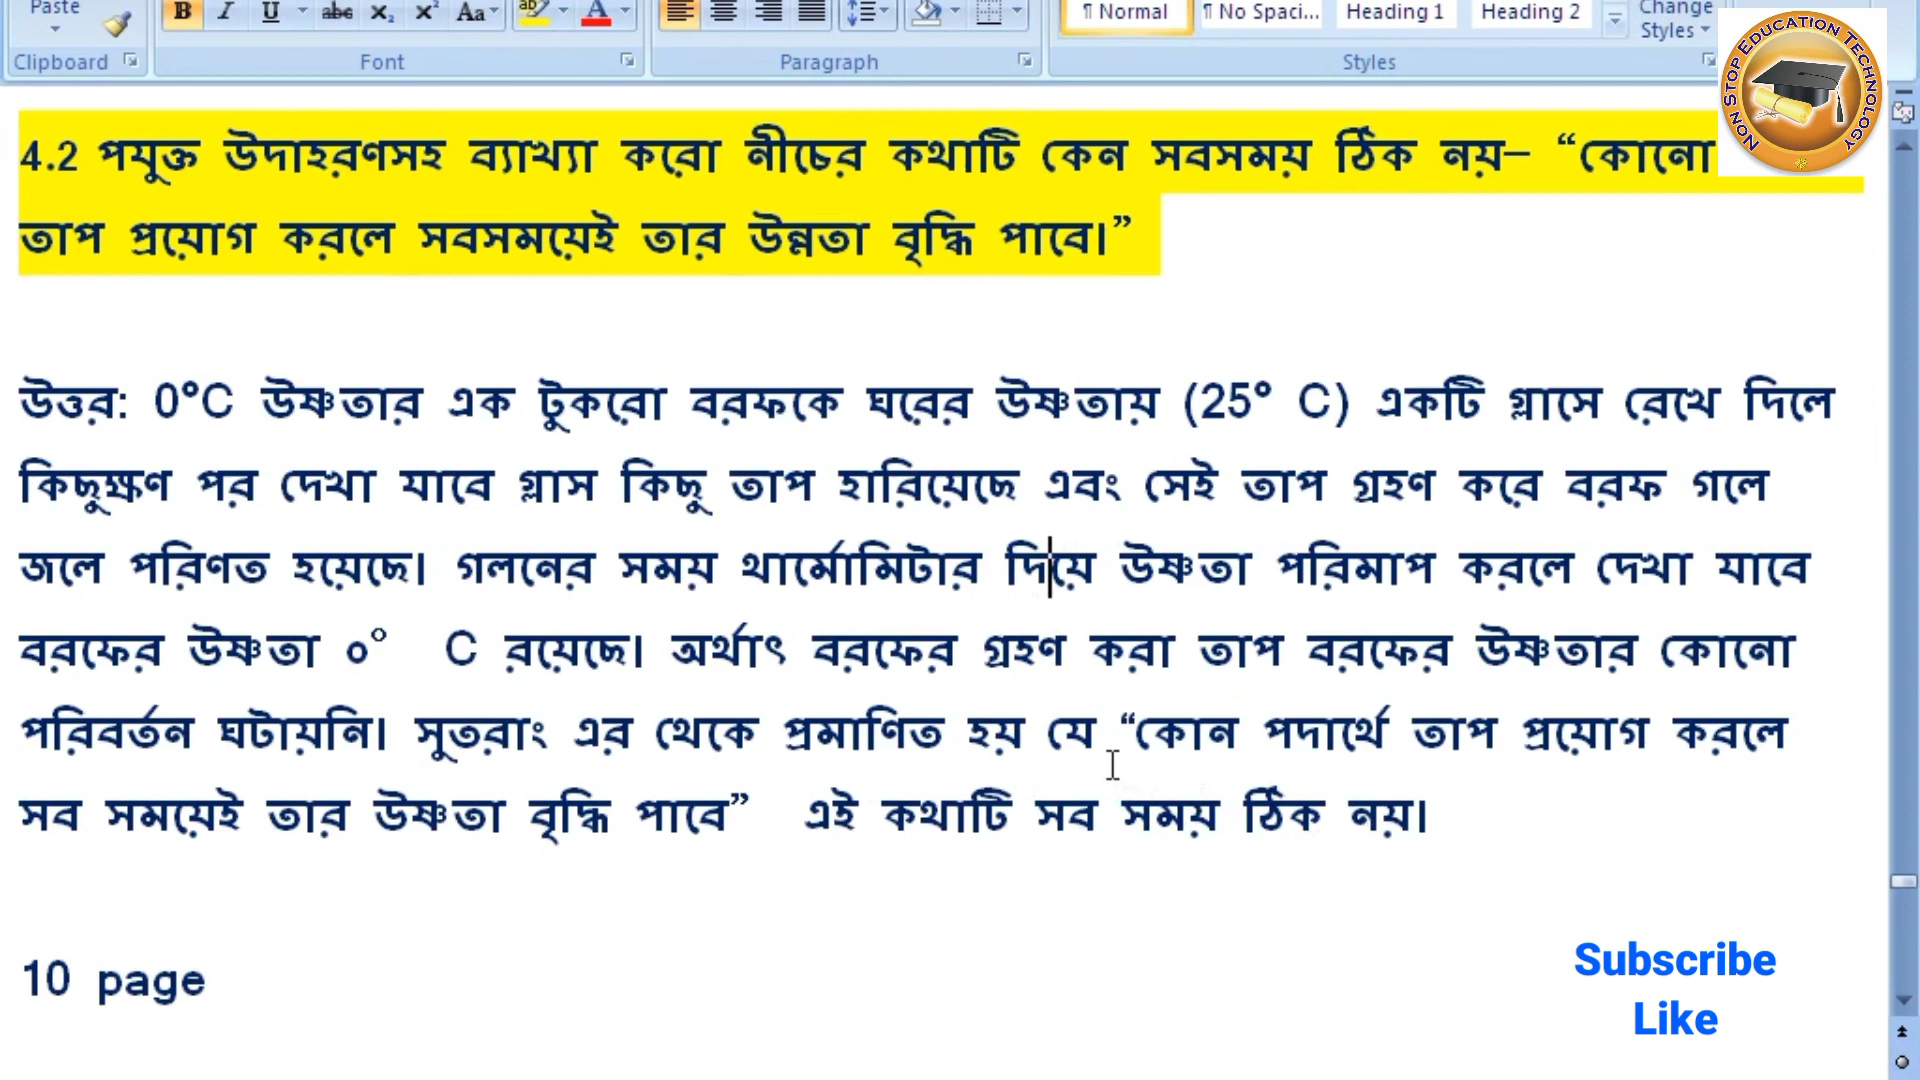 Paste
B I U abc X₂ X² Aa ab A
¶ Normal ¶ No Spaci... Heading 1 Heading 2 Change
Styles
Clipboard Font Paragraph Styles
NON STOP EDUCATION TECHNOLOGY
4.2 পযুক্ত উদাহরণসহ ব্যাখ্যা করো নীচের কথাটি কেন সবসময় ঠিক নয়– “কোনো
তাপ প্রয়োগ করলে সবসময়েই তার উন্নতা বৃদ্ধি পাবে।”
উত্তর: 0°C উষ্ণতার এক টুকরো বরফকে ঘরের উষ্ণতায় (25° C) একটি গ্লাসে রেখে দিলে
কিছুক্ষণ পর দেখা যাবে গ্লাস কিছু তাপ হারিয়েছে এবং সেই তাপ গ্রহণ করে বরফ গলে
জলে পরিণত হয়েছে। গলনের সময় থার্মোমিটার দিয়ে উষ্ণতা পরিমাপ করলে দেখা যাবে
বরফের উষ্ণতা ০° C রয়েছে। অর্থাৎ বরফের গ্রহণ করা তাপ বরফের উষ্ণতার কোনো
পরিবর্তন ঘটায়নি। সুতরাং এর থেকে প্রমাণিত হয় যে “কোন পদার্থে তাপ প্রয়োগ করলে
সব সময়েই তার উষ্ণতা বৃদ্ধি পাবে” এই কথাটি সব সময় ঠিক নয়।
10 page
Subscribe
Like